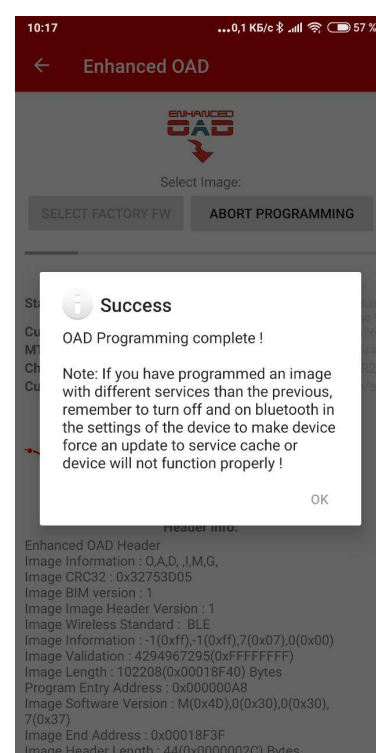 10:17
...0,1 КБ/с
57 %
Enhanced OAD
ENHANCED
OAD
Select Image:
SELECT FACTORY FW
ABORT PROGRAMMING
Success
OAD Programming complete !
Note: If you have programmed an image
with different services than the previous,
remember to turn off and on bluetooth in
the settings of the device to make device
force an update to service cache or
device will not function properly !
OK
Header Info:
Enhanced OAD Header
Image Information : O,A,D, ,I,M,G,
Image CRC32 : 0x32753D05
Image BIM version : 1
Image Image Header Version : 1
Image Wireless Standard : BLE
Image Information : -1(0xff),-1(0xff),7(0x07),0(0x00)
Image Validation : 4294967295(0xFFFFFFFF)
Image Length : 102208(0x00018F40) Bytes
Program Entry Address : 0x000000A8
Image Software Version : M(0x4D),0(0x30),0(0x30),
7(0x37)
Image End Address : 0x00018F3F
Image Header Length : 44(0x0000002C) Bytes